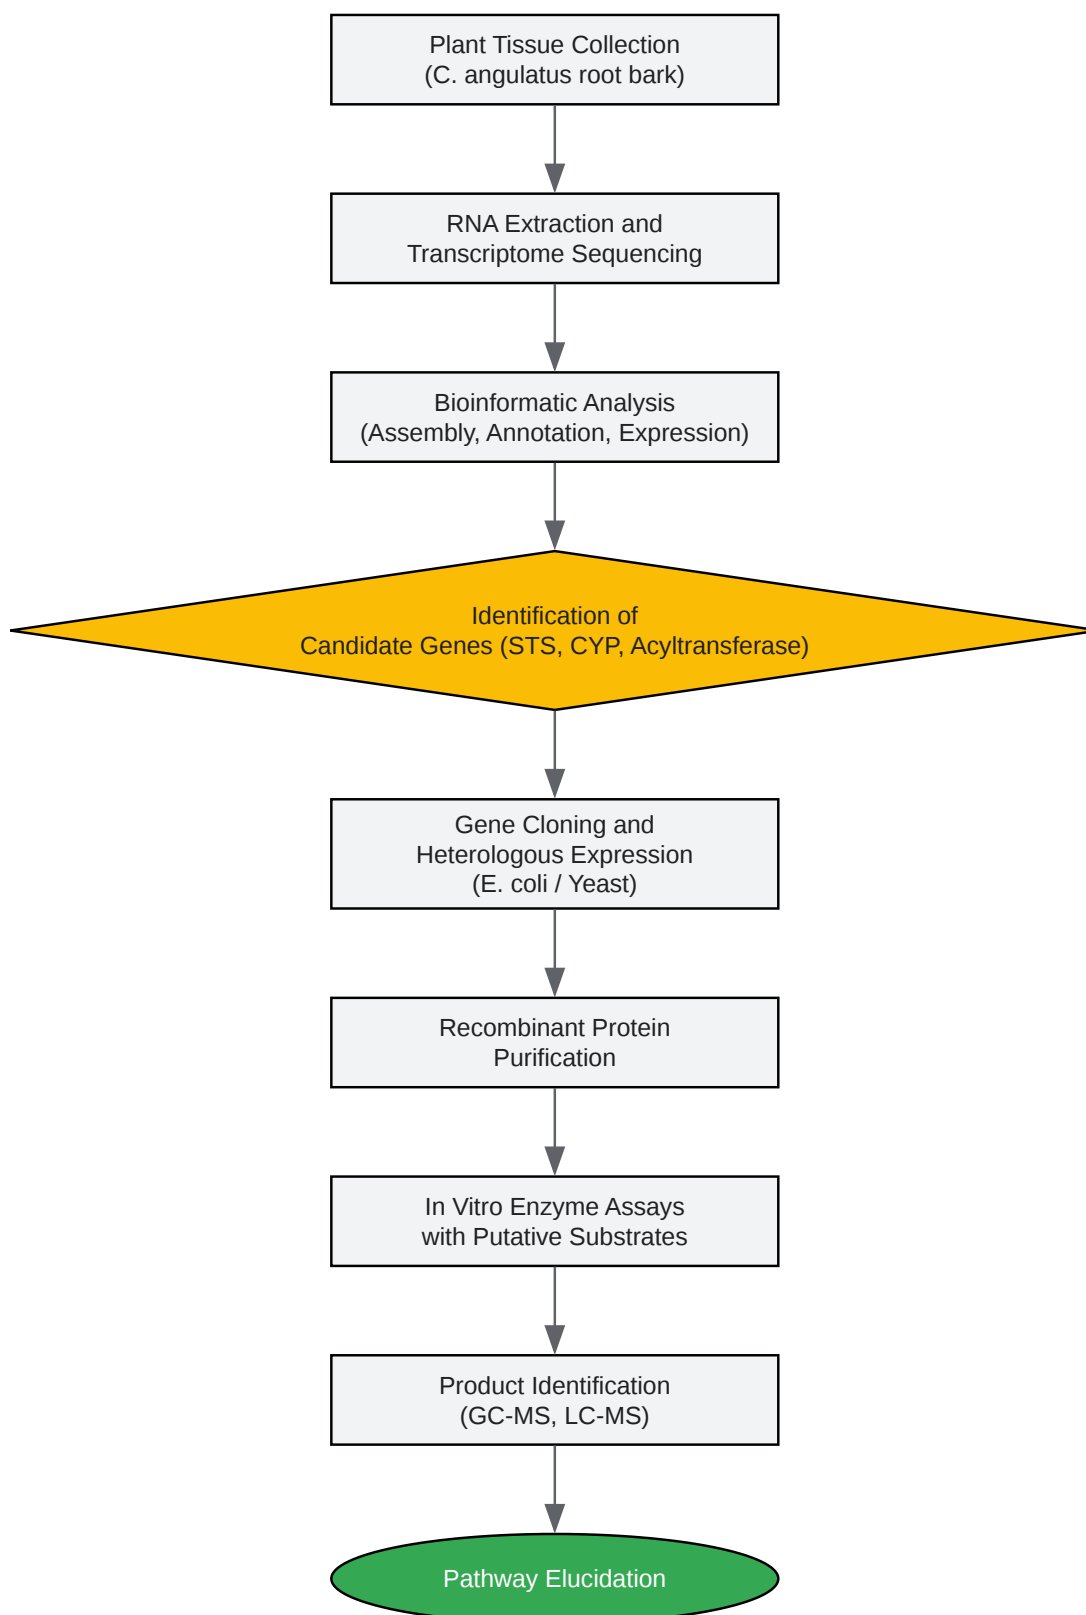 Plant Tissue Collection
(C. angulatus root bark)
RNA Extraction and
Transcriptome Sequencing
Bioinformatic Analysis
(Assembly, Annotation, Expression)
Identification of
Candidate Genes (STS, CYP, Acyltransferase)
Gene Cloning and
Heterologous Expression
(E. coli / Yeast)
Recombinant Protein
Purification
In Vitro Enzyme Assays
with Putative Substrates
Product Identification
(GC-MS, LC-MS)
Pathway Elucidation